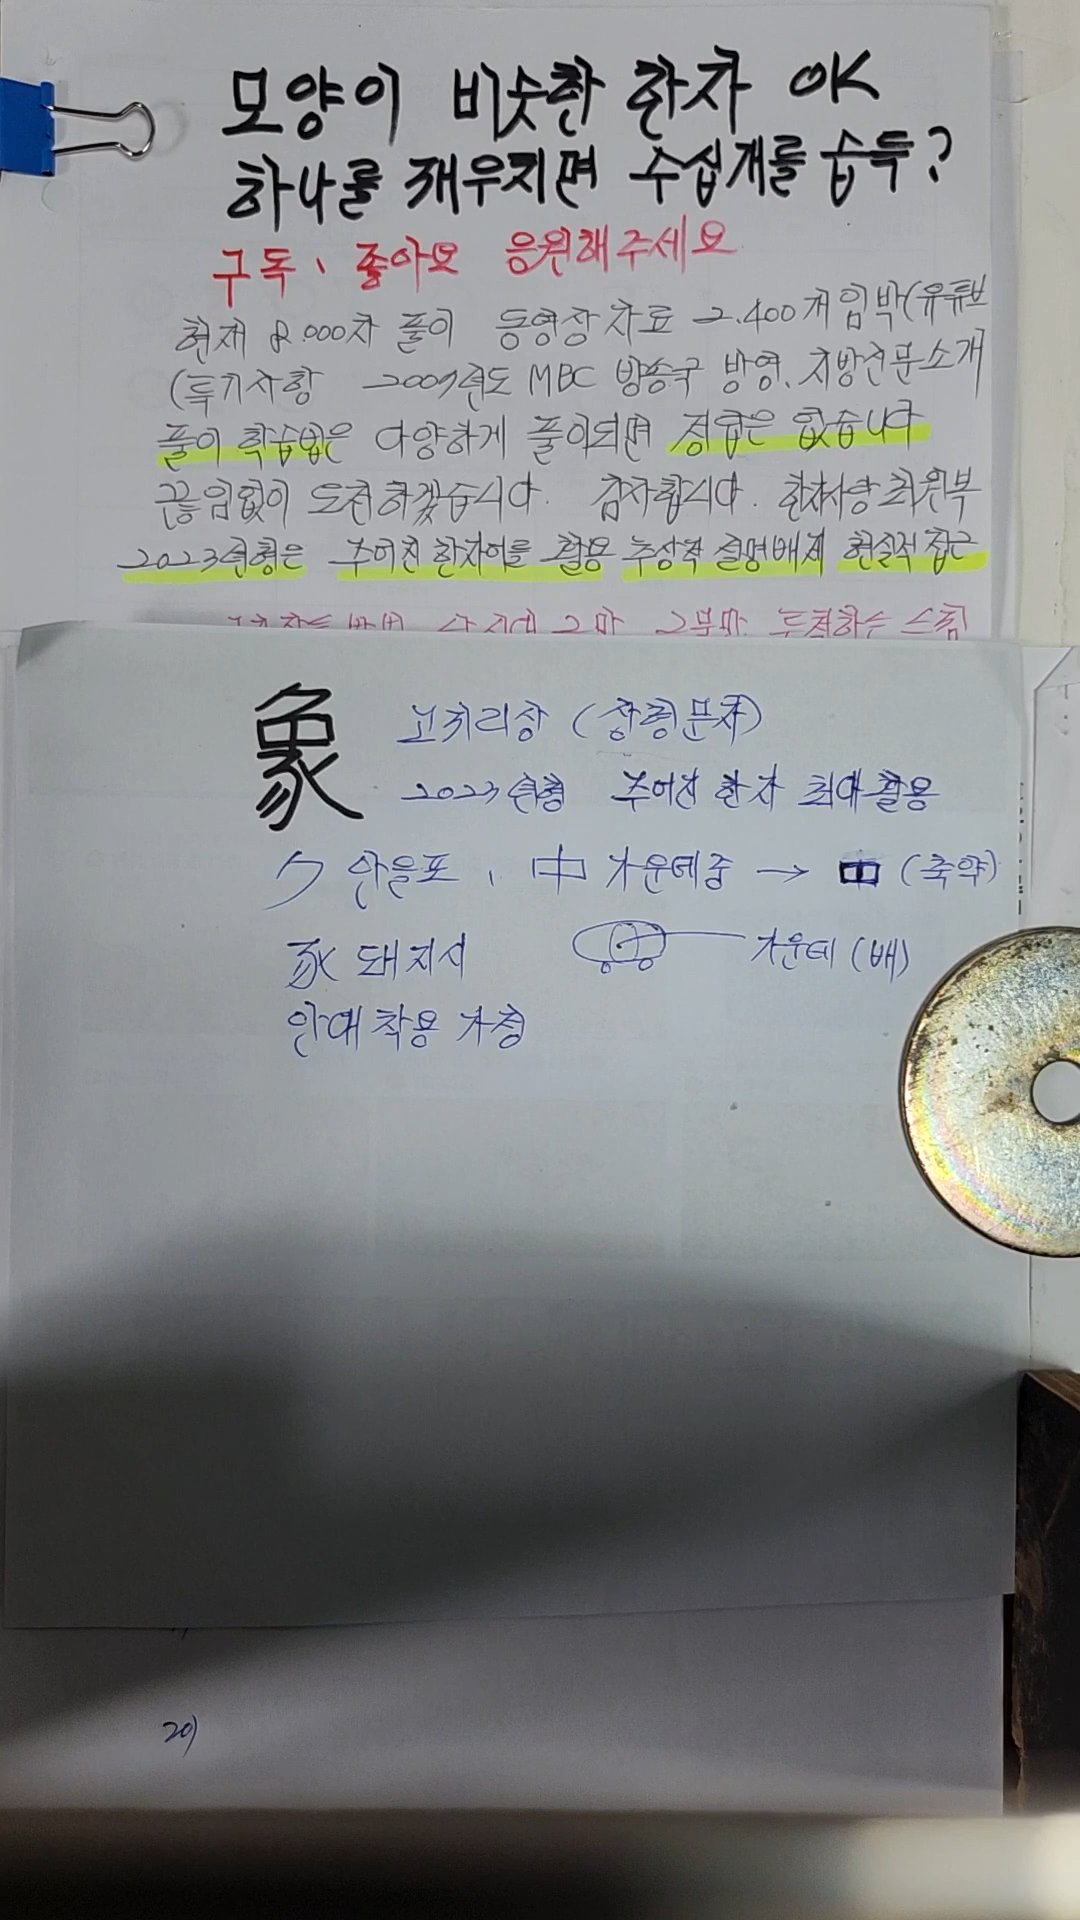 모양이 비슷한 한자 OK
하나를 깨우치면 수십개를 습득?
구독, 좋아요 응원해주세요
현재 8.000자 풀이 동영상자료 2.400개 임박(유튜브
(특기사항 2009년도 MBC 방송국 방영, 지방신문소개
풀이 학습법은 다양하게 풀이되면 정답은 없습니다
끊임없이 도전하겠습니다. 감사합니다. 한자사랑 최원부
2023년형은 주어진 한자어를 활용 추상적 설명배제 현실적 접근
象 코끼리상 (상형문자)
2023년형 주어진 한자 최대 활용
勹 안을포, 中 가운데중 → (축약)
豕 돼지시 가운데 (배)
안대 착용 가정
20)